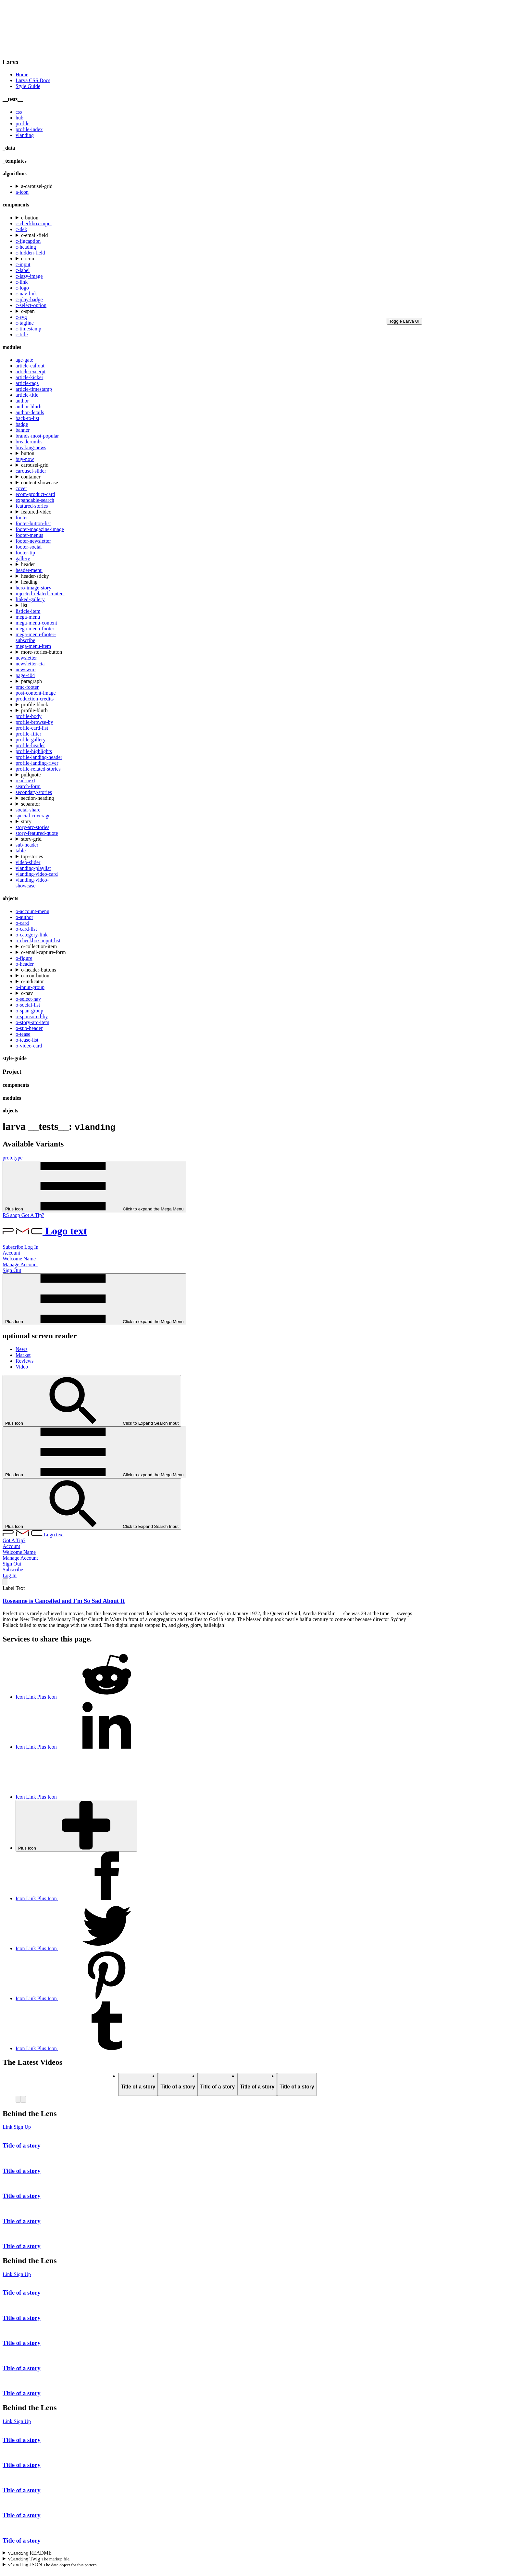 Larva
Home
Larva CSS Docs
Style Guide
__tests__
css
hub
profile
profile-index
vlanding
_data
_templates
algorithms
a-carousel-grid
a-icon
components
c-button
c-checkbox-input
c-dek
c-email-field
c-figcaption
c-heading
c-hidden-field
c-icon
c-input
c-label
c-lazy-image
c-link
c-logo
c-nav-link
c-play-badge
c-select-option
c-span
c-svg
c-tagline
c-timestamp
c-title
Toggle Larva UI
modules
age-gate
article-callout
article-excerpt
article-kicker
article-tags
article-timestamp
article-title
author
author-blurb
author-details
back-to-list
badge
banner
brands-most-popular
breadcrumbs
breaking-news
button
buy-now
carousel-grid
carousel-slider
container
content-showcase
cover
ecom-product-card
expandable-search
featured-stories
featured-video
footer
footer-button-list
footer-magazine-image
footer-menus
footer-newsletter
footer-social
footer-tip
gallery
header
header-menu
header-sticky
heading
hero-image-story
injected-related-content
linked-gallery
list
listicle-item
mega-menu
mega-menu-content
mega-menu-footer
mega-menu-footer-
subscribe
mega-menu-item
more-stories-button
newsletter
newsletter-cta
newswire
page-404
paragraph
pmc-footer
post-content-image
production-credits
profile-block
profile-blurb
profile-body
profile-browse-by
profile-card-list
profile-filter
profile-gallery
profile-header
profile-highlights
profile-landing-header
profile-landing-river
profile-related-stories
pullquote
read-next
search-form
secondary-stories
section-heading
separator
social-share
special-coverage
story
story-arc-stories
story-featured-quote
story-grid
sub-header
table
top-stories
video-slider
vlanding-playlist
vlanding-video-card
vlanding-video-
showcase
objects
o-account-menu
o-author
o-card
o-card-list
o-category-link
o-checkbox-input-list
o-collection-item
o-email-capture-form
o-figure
o-header
o-header-buttons
o-icon-button
o-indicator
o-input-group
o-nav
o-select-nav
o-social-list
o-span-group
o-sponsored-by
o-story-arc-item
o-sub-header
o-tease
o-tease-list
o-video-card
style-guide
Project
components
modules
objects
larva __tests__: vlanding
Available Variants
prototype
Plus Icon Click to expand the Mega Menu
RS shop Got A Tip?
PMC Logo text
Subscribe Log In
Account
Welcome Name
Manage Account
Sign Out
Plus Icon Click to expand the Mega Menu
optional screen reader
News
Market
Reviews
Video
Plus Icon Click to Expand Search Input
Plus Icon Click to expand the Mega Menu
Plus Icon Click to Expand Search Input
PMC Logo text
Got A Tip?
Account
Welcome Name
Manage Account
Sign Out
Subscribe
Log In
Label Text
Roseanne is Cancelled and I'm So Sad About It
Perfection is rarely achieved in movies, but this heaven-sent concert doc hits the sweet spot. Over two days in January 1972, the Queen of Soul, Aretha Franklin — she was 29 at the time — sweeps
into the New Temple Missionary Baptist Church in Watts to sing in front of a congregation and testifies to God in song. The blessed thing took nearly half a century to come out because director Sydney
Pollack failed to sync the image with the sound. Then digital angels stepped in, and glory, glory, hallelujah!
Services to share this page.
Icon Link Plus Icon
Icon Link Plus Icon
Icon Link Plus Icon
Plus Icon
Icon Link Plus Icon
Icon Link Plus Icon
Icon Link Plus Icon
Icon Link Plus Icon
The Latest Videos
Title of a story
Title of a story
Title of a story
Title of a story
Title of a story
Behind the Lens
Link Sign Up
Title of a story
Title of a story
Title of a story
Title of a story
Title of a story
Behind the Lens
Link Sign Up
Title of a story
Title of a story
Title of a story
Title of a story
Title of a story
Behind the Lens
Link Sign Up
Title of a story
Title of a story
Title of a story
Title of a story
Title of a story
vlanding README
vlanding Twig The markup file.
vlanding JSON The data object for this pattern.